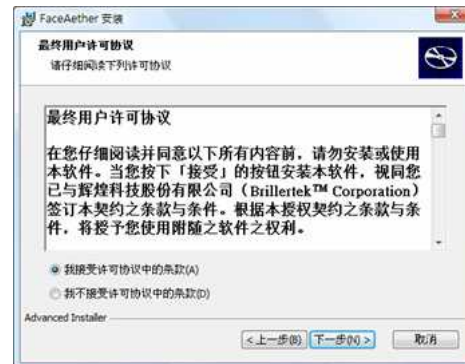 FaceAether 安装
最终用户许可协议
请仔细阅读下列许可协议
最终用户许可协议
在您仔细阅读并同意以下所有内容前，请勿安装或使用
本软件。当您按下「接受」的按钮安装本软件，视同您
已与辉煌科技股份有限公司（Brillertek™ Corporation）
签订本契约之条款与条件。根据本授权契约之条款与条
件，将授予您使用附随之软件之权利。
我接受许可协议中的条款(A)
我不接受许可协议中的条款(D)
Advanced Installer
< 上一步(B)
下一步(N) >
取消